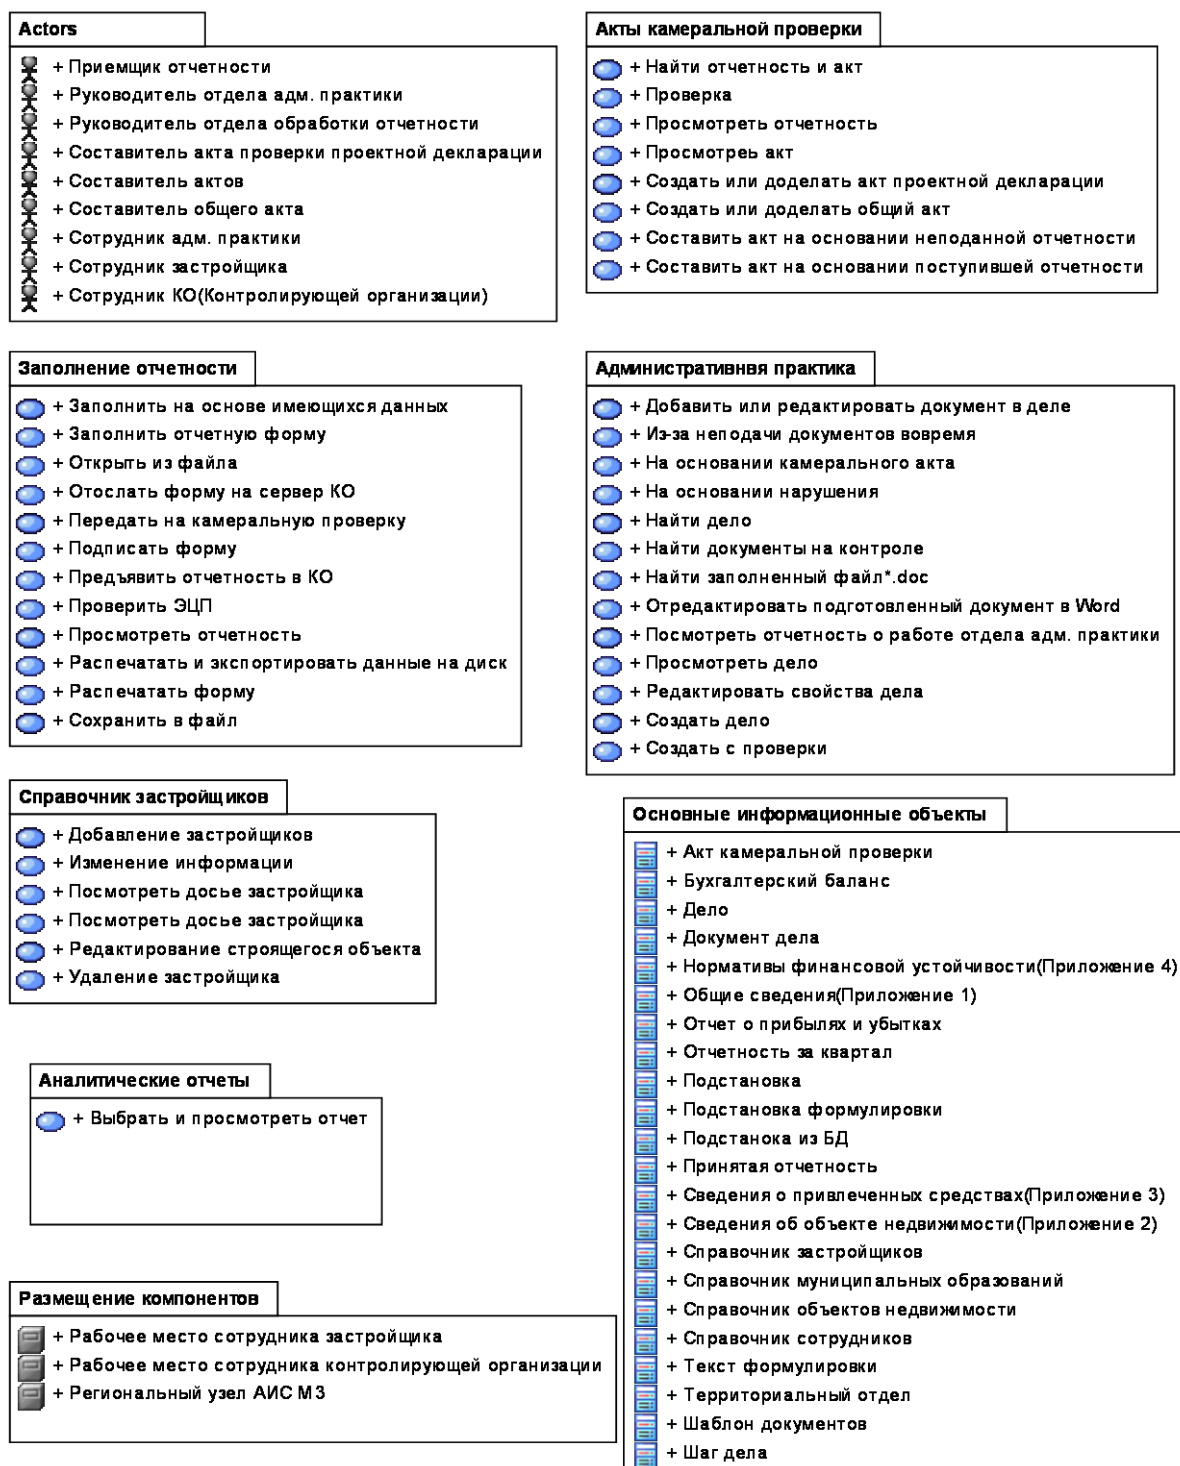 Actors
+ Приемщик отчетности
+ Руководитель отдела адм. практики
+ Руководитель отдела обработки отчетности
+ Составитель акта проверки проектной декларации
+ Составитель актов
+ Составитель общего акта
+ Сотрудник адм. практики
+ Сотрудник застройщика
+ Сотрудник КО(Контролирующей организации)
Акты камеральной проверки
+ Найти отчетность и акт
+ Проверка
+ Просмотреть отчетность
+ Просмотреь акт
+ Создать или доделать акт проектной декларации
+ Создать или доделать общий акт
+ Составить акт на основании неподанной отчетности
+ Составить акт на основании поступившей отчетности
Заполнение отчетности
+ Заполнить на основе имеющихся данных
+ Заполнить отчетную форму
+ Открыть из файла
+ Отослать форму на сервер КО
+ Передать на камеральную проверку
+ Подписать форму
+ Предъявить отчетность в КО
+ Проверить ЭЦП
+ Просмотреть отчетность
+ Распечатать и экспортировать данные на диск
+ Распечатать форму
+ Сохранить в файл
Административнвя практика
+ Добавить или редактировать документ в деле
+ Из-за неподачи документов вовремя
+ На основании камерального акта
+ На основании нарушения
+ Найти дело
+ Найти документы на контроле
+ Найти заполненный файл*.doc
+ Отредактировать подготовленный документ в Word
+ Посмотреть отчетность о работе отдела адм. практики
+ Просмотреть дело
+ Редактировать свойства дела
+ Создать дело
+ Создать с проверки
Справочник застройщиков
+ Добавление застройщиков
+ Изменение информации
+ Посмотреть досье застройщика
+ Посмотреть досье застройщика
+ Редактирование строящегося объекта
+ Удаление застройщика
Основные информационные объекты
+ Акт камеральной проверки
+ Бухгалтерский баланс
+ Дело
+ Документ дела
+ Нормативы финансовой устойчивости(Приложение 4)
+ Общие сведения(Приложение 1)
+ Отчет о прибылях и убытках
+ Отчетность за квартал
+ Подстановка
+ Подстановка формулировки
+ Подстанока из БД
+ Принятая отчетность
+ Сведения о привлеченных средствах(Приложение 3)
+ Сведения об объекте недвижимости(Приложение 2)
+ Справочник застройщиков
+ Справочник муниципальных образований
+ Справочник объектов недвижимости
+ Справочник сотрудников
+ Текст формулировки
+ Территориальный отдел
+ Шаблон документов
+ Шаг дела
Аналитические отчеты
+ Выбрать и просмотреть отчет
Размещение компонентов
+ Рабочее место сотрудника застройщика
+ Рабочее место сотрудника контролирующей организации
+ Региональный узел АИС МЗ